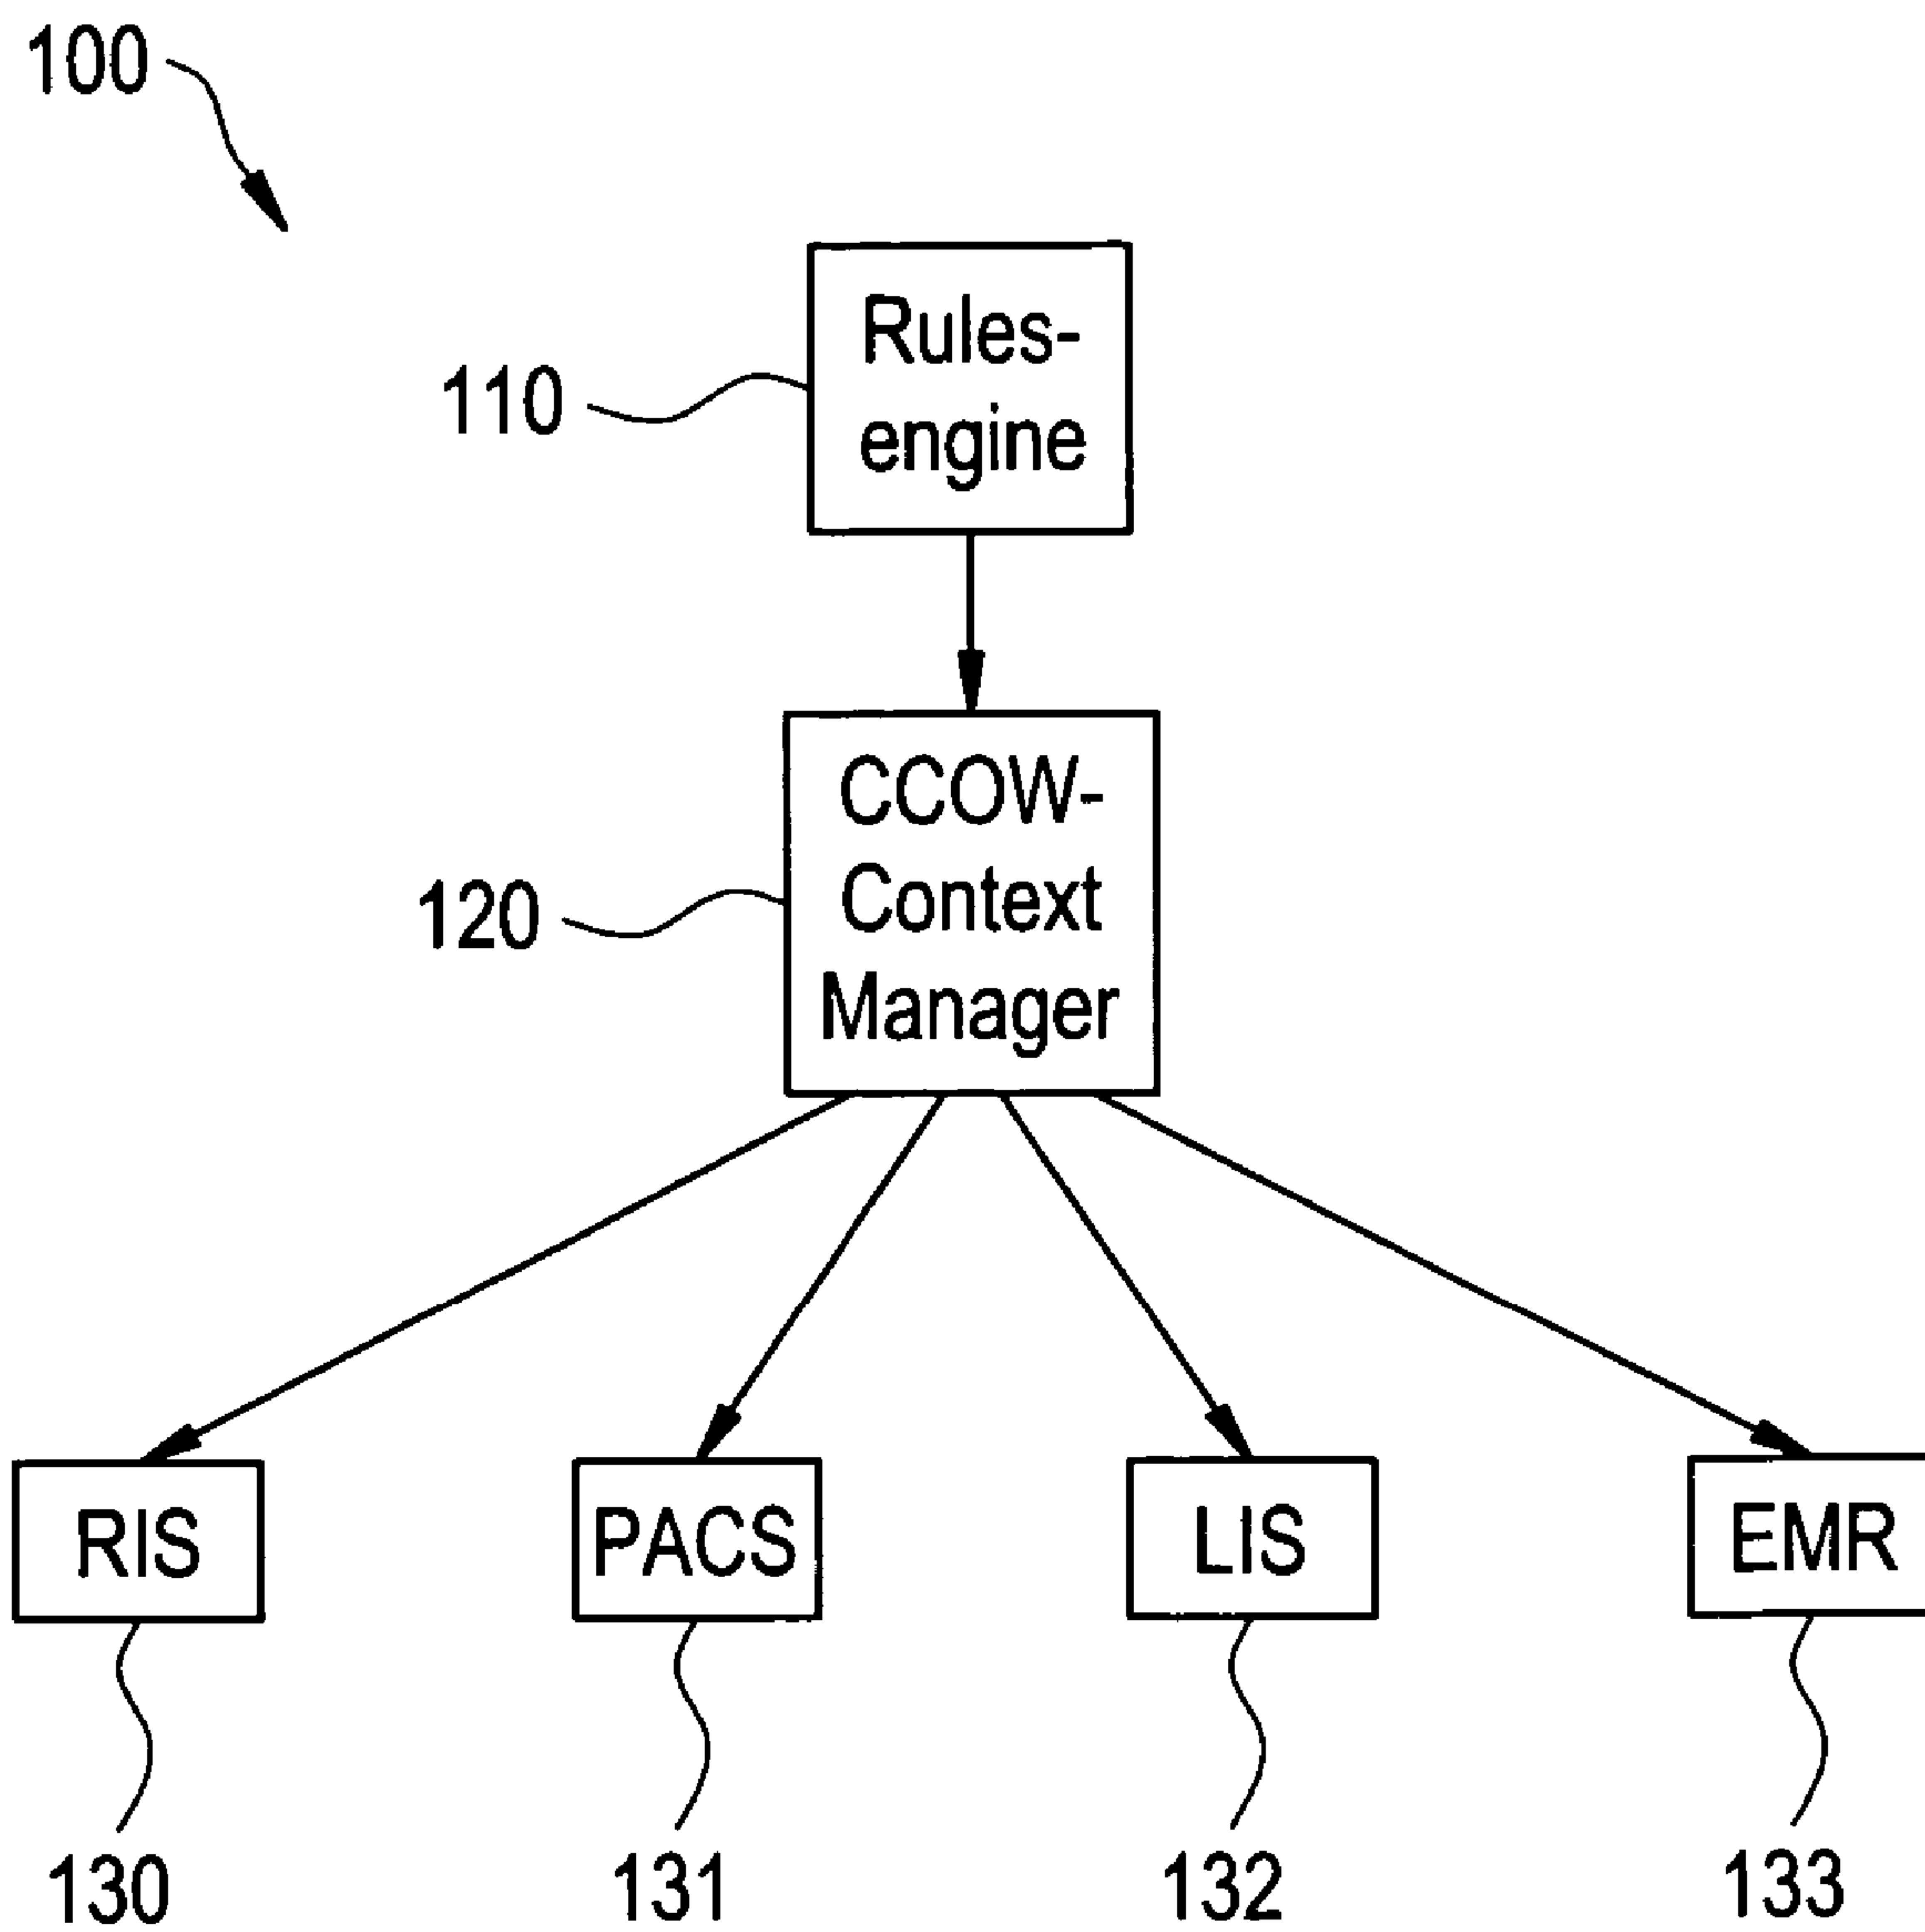 100
Rules-
110
engine
CCOW-
120
Context
Manager
RIS
PACS
LIS
EMR
130
131
132
133